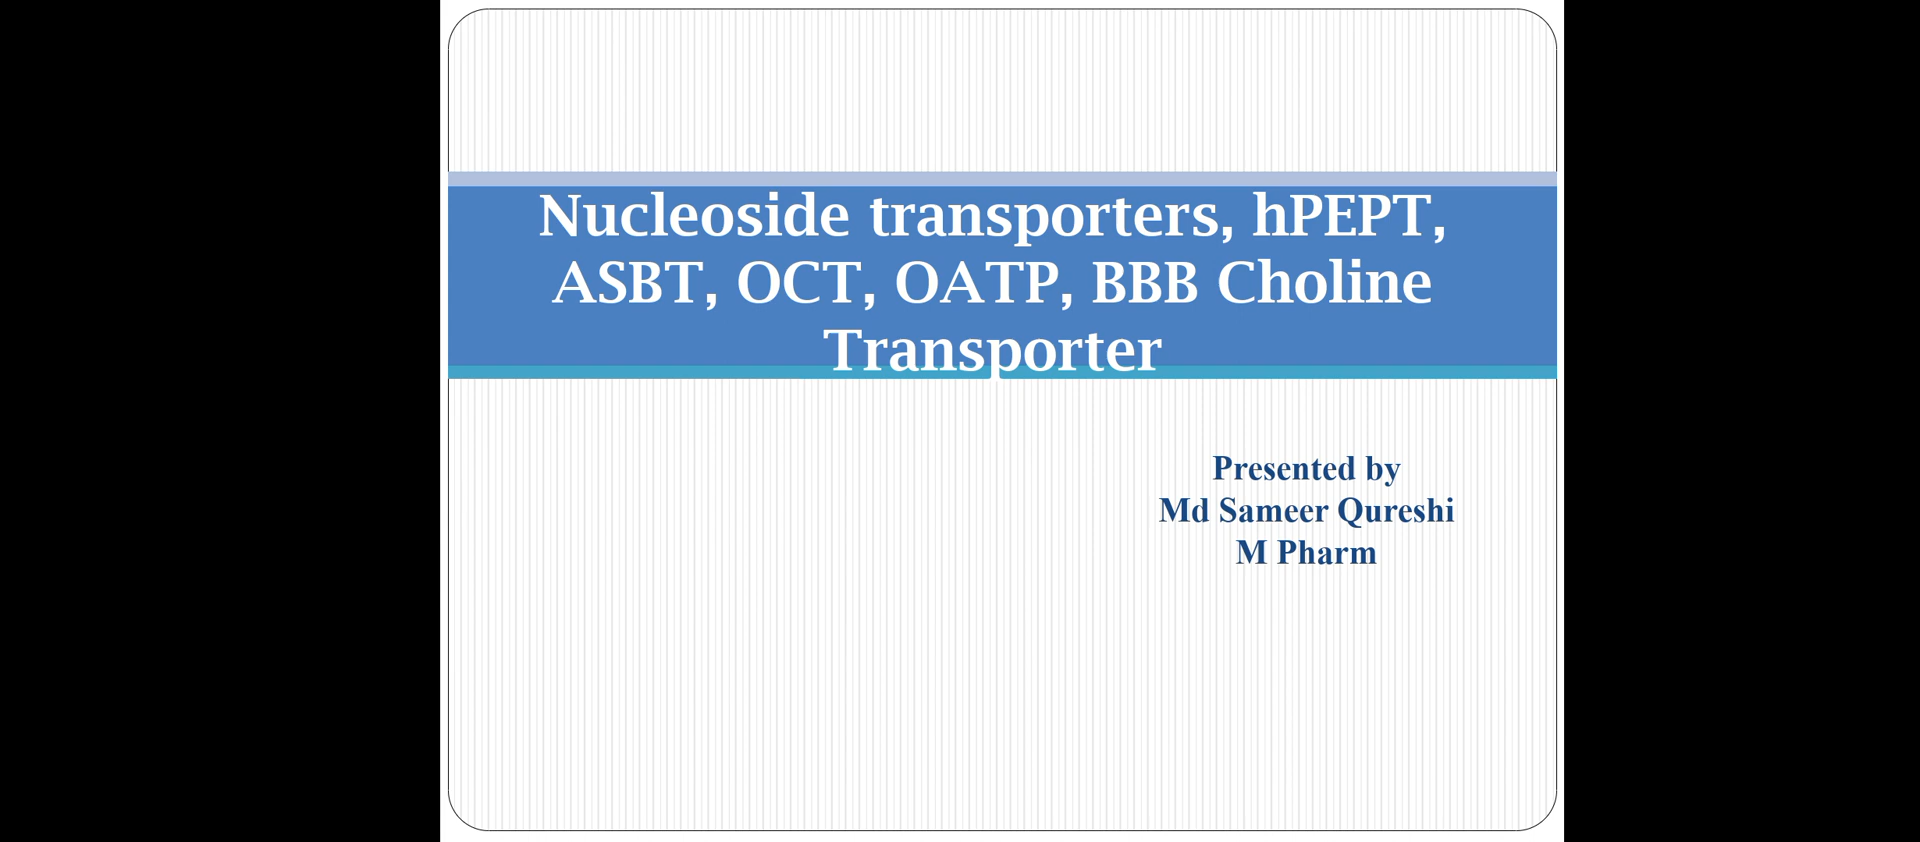 Nucleoside transporters, hPEPT,
ASBT, OCT, OATP, BBB Choline
Transporter
Presented by
Md Sameer Qureshi
M Pharm